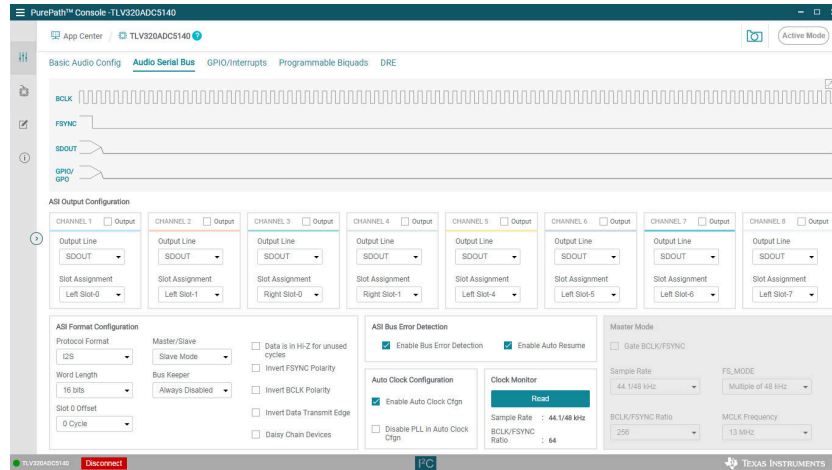 PurePath™ Console -TLV320ADC5140
App Center / TLV320ADC5140 ?
Active Mode
Basic Audio Config Audio Serial Bus GPIO/Interrupts Programmable Biquads DRE
BCLK
FSYNC
SDOUT
GPIO/
GPO
ASI Output Configuration
CHANNEL 1 Output CHANNEL 2 Output CHANNEL 3 Output CHANNEL 4 Output CHANNEL 5 Output CHANNEL 6 Output CHANNEL 7 Output CHANNEL 8 Output
Output Line Output Line Output Line Output Line Output Line Output Line Output Line Output Line
SDOUT SDOUT SDOUT SDOUT SDOUT SDOUT SDOUT SDOUT
Slot Assignment Slot Assignment Slot Assignment Slot Assignment Slot Assignment Slot Assignment Slot Assignment Slot Assignment
Left Slot-0 Left Slot-1 Right Slot-0 Right Slot-1 Left Slot-4 Left Slot-5 Left Slot-6 Left Slot-7
ASI Format Configuration
Protocol Format Master/Slave
I2S Slave Mode
Word Length Bus Keeper
16 bits Always Disabled
Slot 0 Offset
0 Cycle
Data is in Hi-Z for unused
cycles
Invert FSYNC Polarity
Invert BCLK Polarity
Invert Data Transmit Edge
Daisy Chain Devices
ASI Bus Error Detection
Enable Bus Error Detection Enable Auto Resume
Auto Clock Configuration
Enable Auto Clock Cfgn
Disable PLL in Auto Clock
Cfgn
Clock Monitor
Read
Sample Rate : 44.1/48 kHz
BCLK/FSYNC
Ratio : 64
Master Mode
Gate BCLK/FSYNC
Sample Rate FS_MODE
44.1/48 kHz Multiple of 48 kHz
BCLK/FSYNC Ratio MCLK Frequency
256 13 MHz
TLV320ADC5140 Disconnect I²C TEXAS INSTRUMENTS